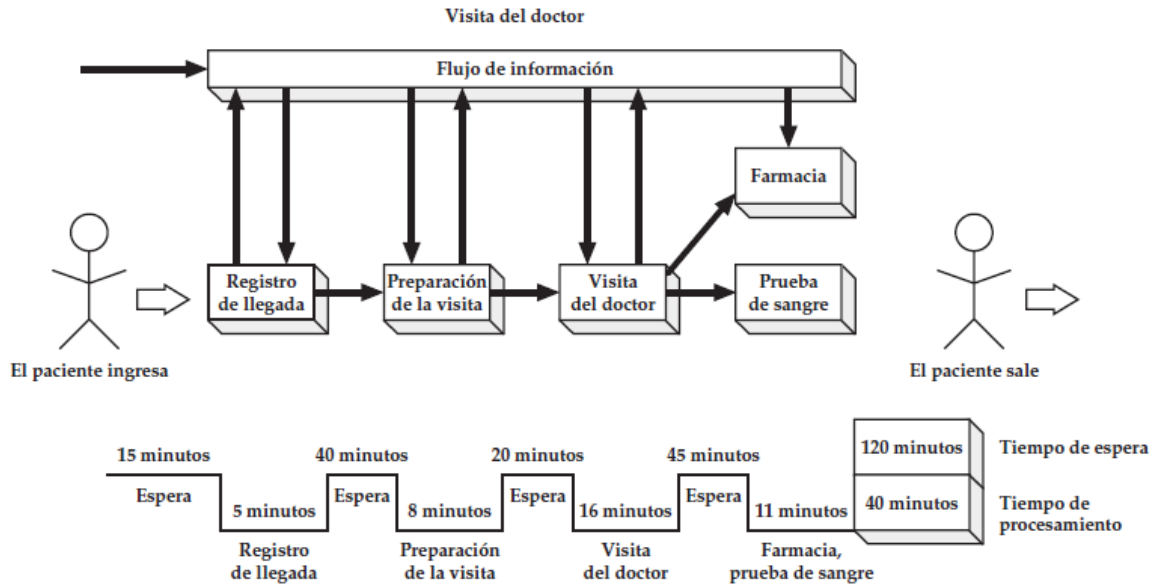 Visita del doctor
Flujo de información
Farmacia
Registro
de llegada
Preparación
de la visita
Visita
del doctor
Prueba
de sangre
El paciente ingresa
El paciente sale
15 minutos
40 minutos
20 minutos
45 minutos
120 minutos
Tiempo de espera
Espera
Espera
Espera
Espera
5 minutos
8 minutos
16 minutos
11 minutos
40 minutos
Tiempo de
procesamiento
Registro
de llegada
Preparación
de la visita
Visita
del doctor
Farmacia,
prueba de sangre